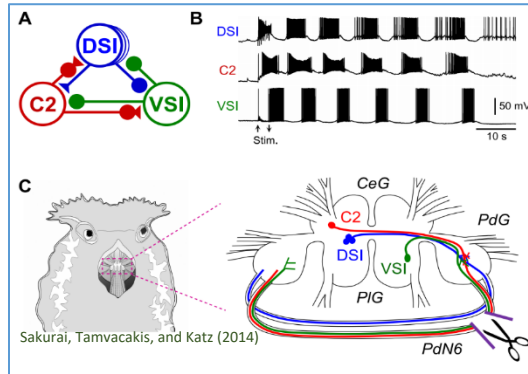 A
DSI
C2
VSI
B
DSI
C2
VSI
Stim.
50 mV
10 s
C
CeG
PdG
C2
DSI
VSI
PlG
PdN6
Sakurai, Tamvacakis, and Katz (2014)